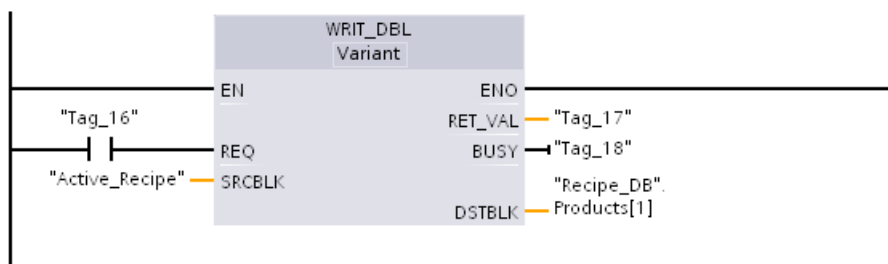 WRIT_DBL
Variant
EN
ENO
"Tag_16"
RET_VAL
"Tag_17"
REQ
BUSY
"Tag_18"
"Active_Recipe"
SRCBLK
"Recipe_DB".
DSTBLK
Products[1]